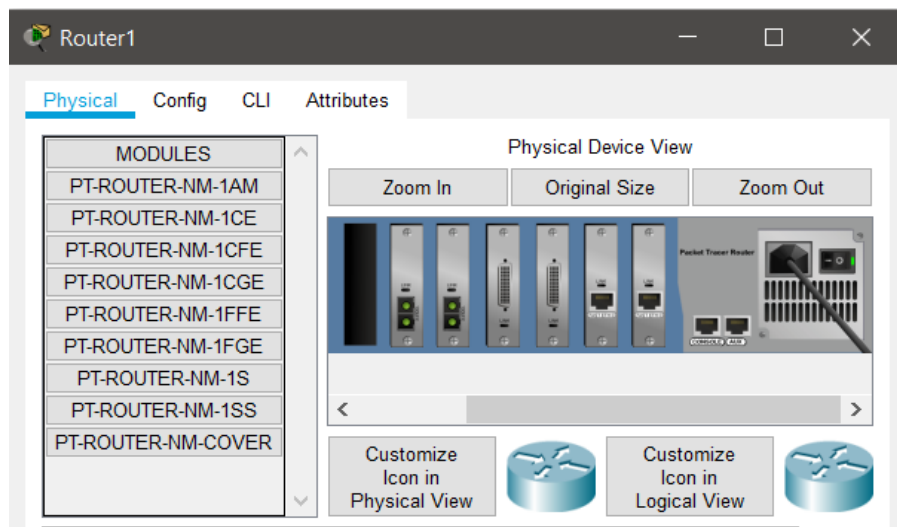 Router1
Physical Config CLI Attributes
MODULES
PT-ROUTER-NM-1AM
PT-ROUTER-NM-1CE
PT-ROUTER-NM-1CFE
PT-ROUTER-NM-1CGE
PT-ROUTER-NM-1FFE
PT-ROUTER-NM-1FGE
PT-ROUTER-NM-1S
PT-ROUTER-NM-1SS
PT-ROUTER-NM-COVER
Physical Device View
Zoom In Original Size Zoom Out
Packet Tracer Router
CONSOLE AUX
Customize
Icon in
Physical View
Customize
Icon in
Logical View